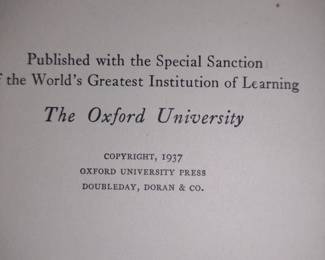 Published with the Special Sanction
f the World's Greatest Institution of Learning
The Oxford University
COPYRIGHT, 1937
OXFORD UNIVERSITY PRESS
DOUBLEDAY, DORAN & CO.